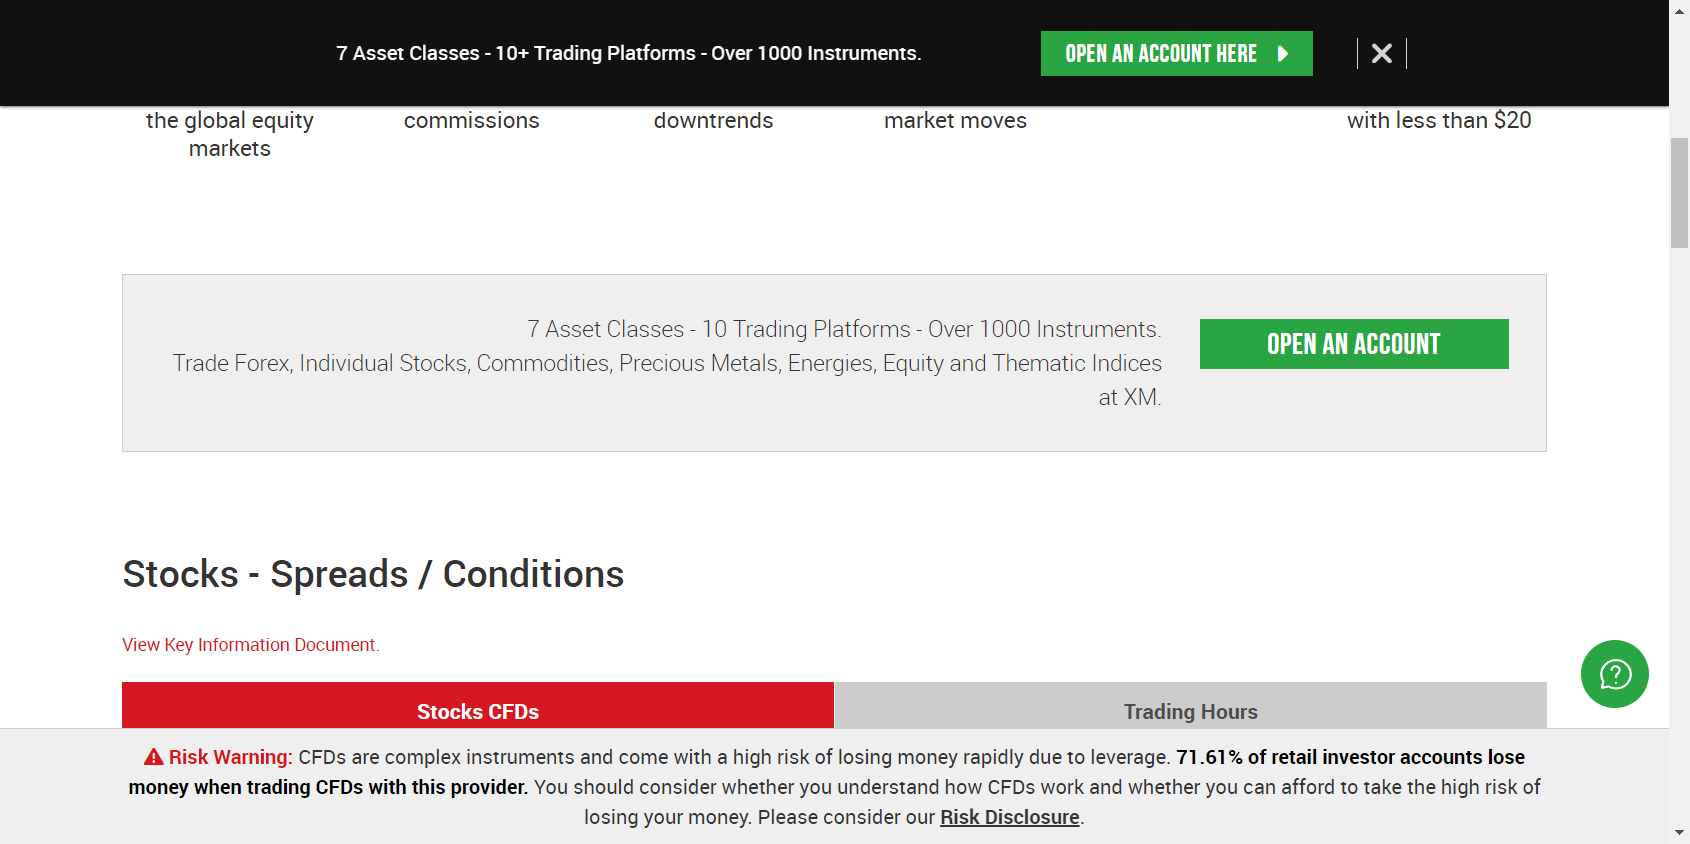 7 Asset Classes - 10+ Trading Platforms - Over 1000 Instruments.
OPEN AN ACCOUNT HERE
the global equity
markets
commissions
downtrends
market moves
with less than $20
7 Asset Classes - 10 Trading Platforms - Over 1000 Instruments.
Trade Forex, Individual Stocks, Commodities, Precious Metals, Energies, Equity and Thematic Indices
at XM.
OPEN AN ACCOUNT
Stocks - Spreads / Conditions
View Key Information Document.
Stocks CFDs
Trading Hours
Risk Warning: CFDs are complex instruments and come with a high risk of losing money rapidly due to leverage. 71.61% of retail investor accounts lose
money when trading CFDs with this provider. You should consider whether you understand how CFDs work and whether you can afford to take the high risk of
losing your money. Please consider our Risk Disclosure.